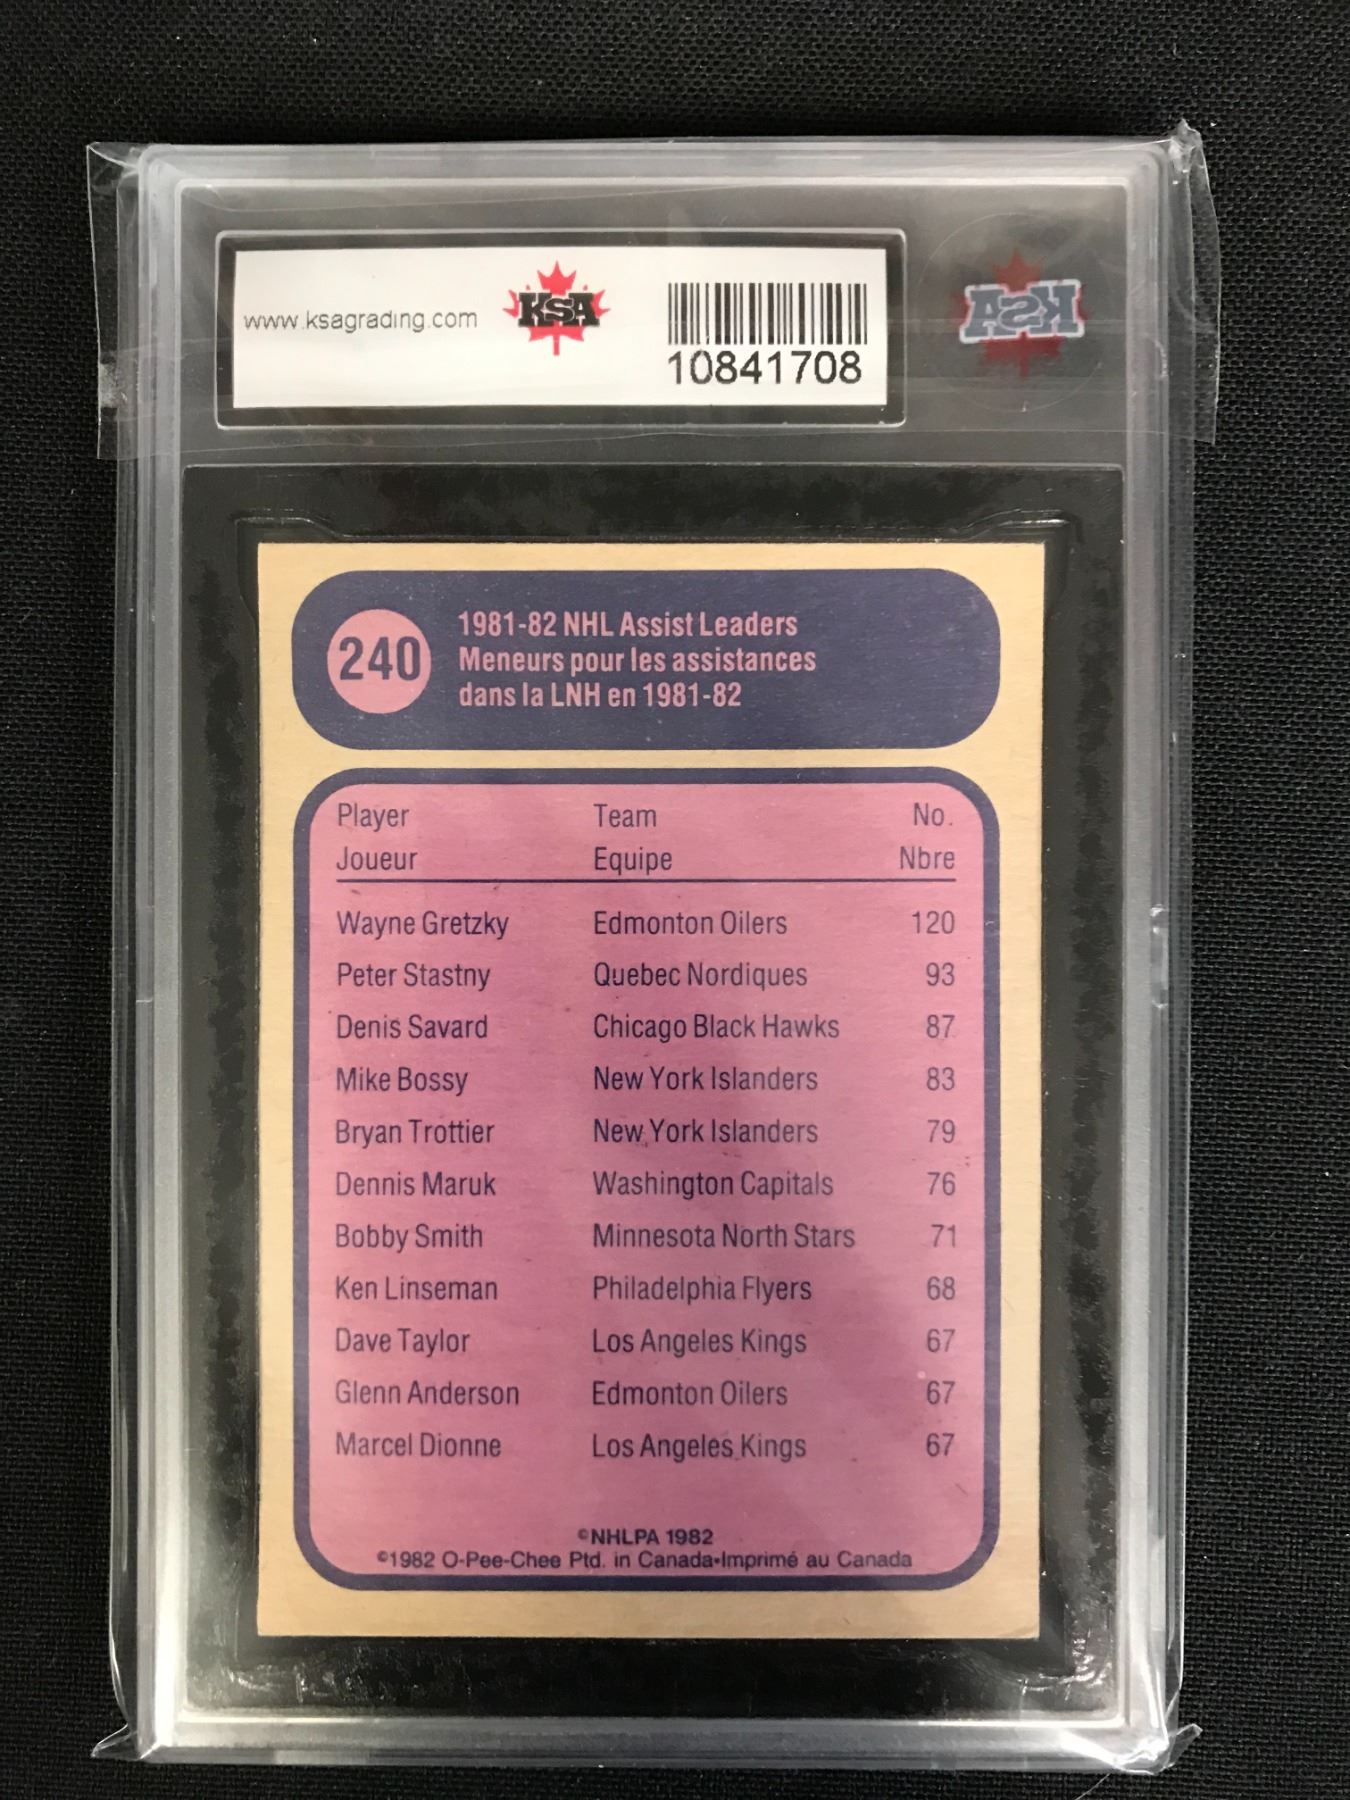 www.ksagrading.com
KSA
10841708
KSA
240
1981-82 NHL Assist Leaders
Meneurs pour les assistances
dans la LNH en 1981-82
Player Team No.
Joueur Equipe Nbre
Wayne Gretzky Edmonton Oilers 120
Peter Stastny Quebec Nordiques 93
Denis Savard Chicago Black Hawks 87
Mike Bossy New York Islanders 83
Bryan Trottier New York Islanders 79
Dennis Maruk Washington Capitals 76
Bobby Smith Minnesota North Stars 71
Ken Linseman Philadelphia Flyers 68
Dave Taylor Los Angeles Kings 67
Glenn Anderson Edmonton Oilers 67
Marcel Dionne Los Angeles Kings 67
©NHLPA 1982
©1982 O-Pee-Chee Ptd. in Canada•Imprimé au Canada